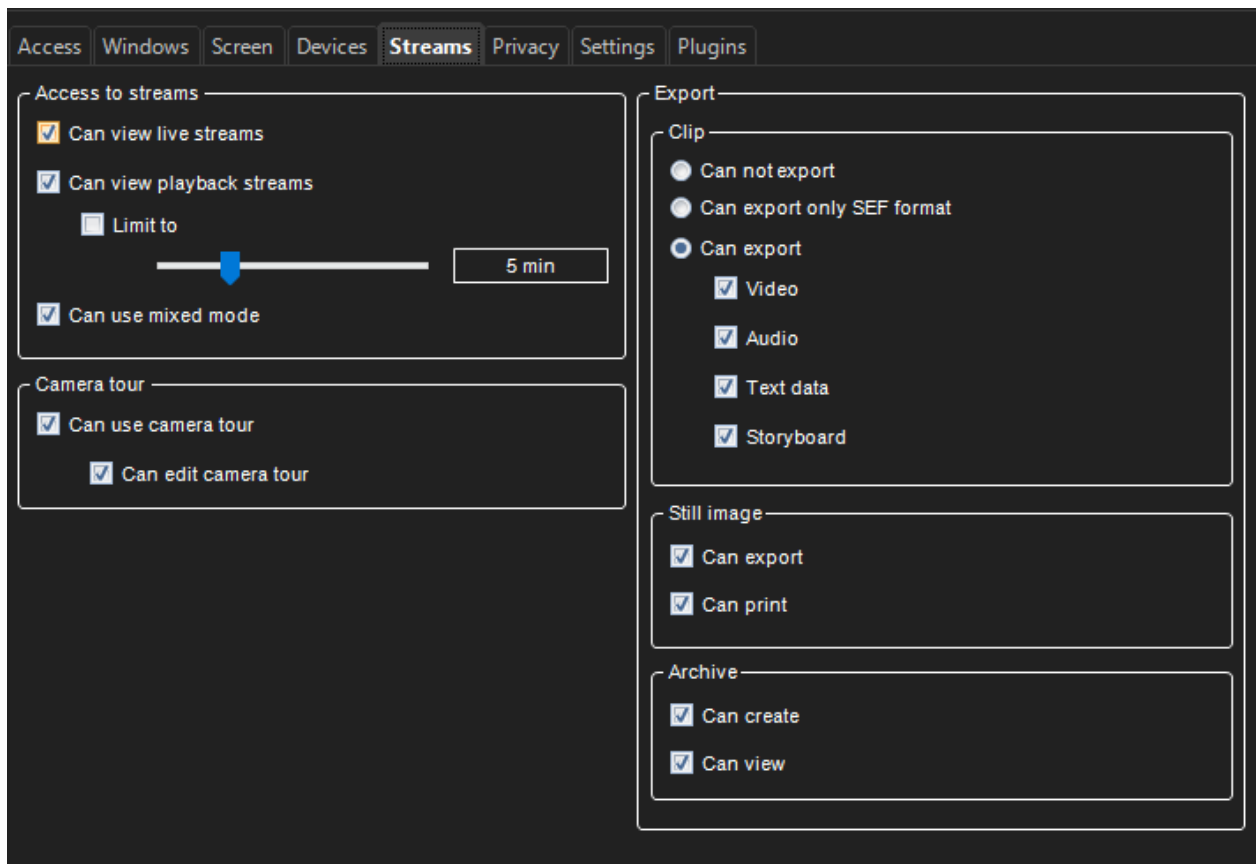 Access Windows Screen Devices Streams Privacy Settings Plugins
Access to streams
Can view live streams
Can view playback streams
Limit to
5 min
Can use mixed mode
Camera tour
Can use camera tour
Can edit camera tour
Export
Clip
Can not export
Can export only SEF format
Can export
Video
Audio
Text data
Storyboard
Still image
Can export
Can print
Archive
Can create
Can view